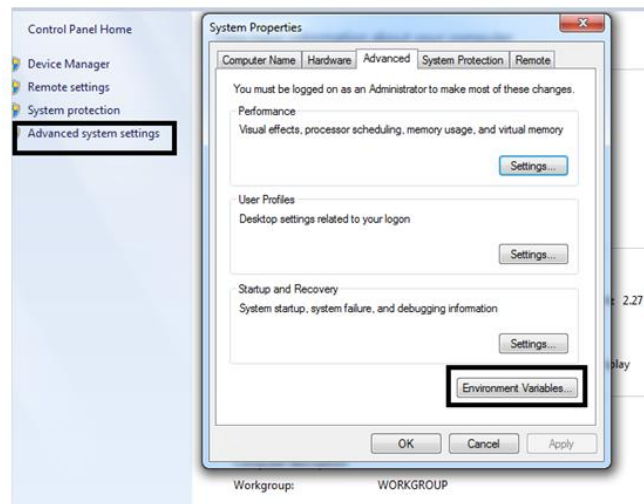 Control Panel Home
Device Manager
Remote settings
System protection
Advanced system settings
System Properties
Computer Name Hardware Advanced System Protection Remote
You must be logged on as an Administrator to make most of these changes.
Performance
Visual effects, processor scheduling, memory usage, and virtual memory
Settings...
User Profiles
Desktop settings related to your logon
Settings...
Startup and Recovery
System startup, system failure, and debugging information
Settings...
Environment Variables...
OK Cancel Apply
2.27
play
Workgroup: WORKGROUP